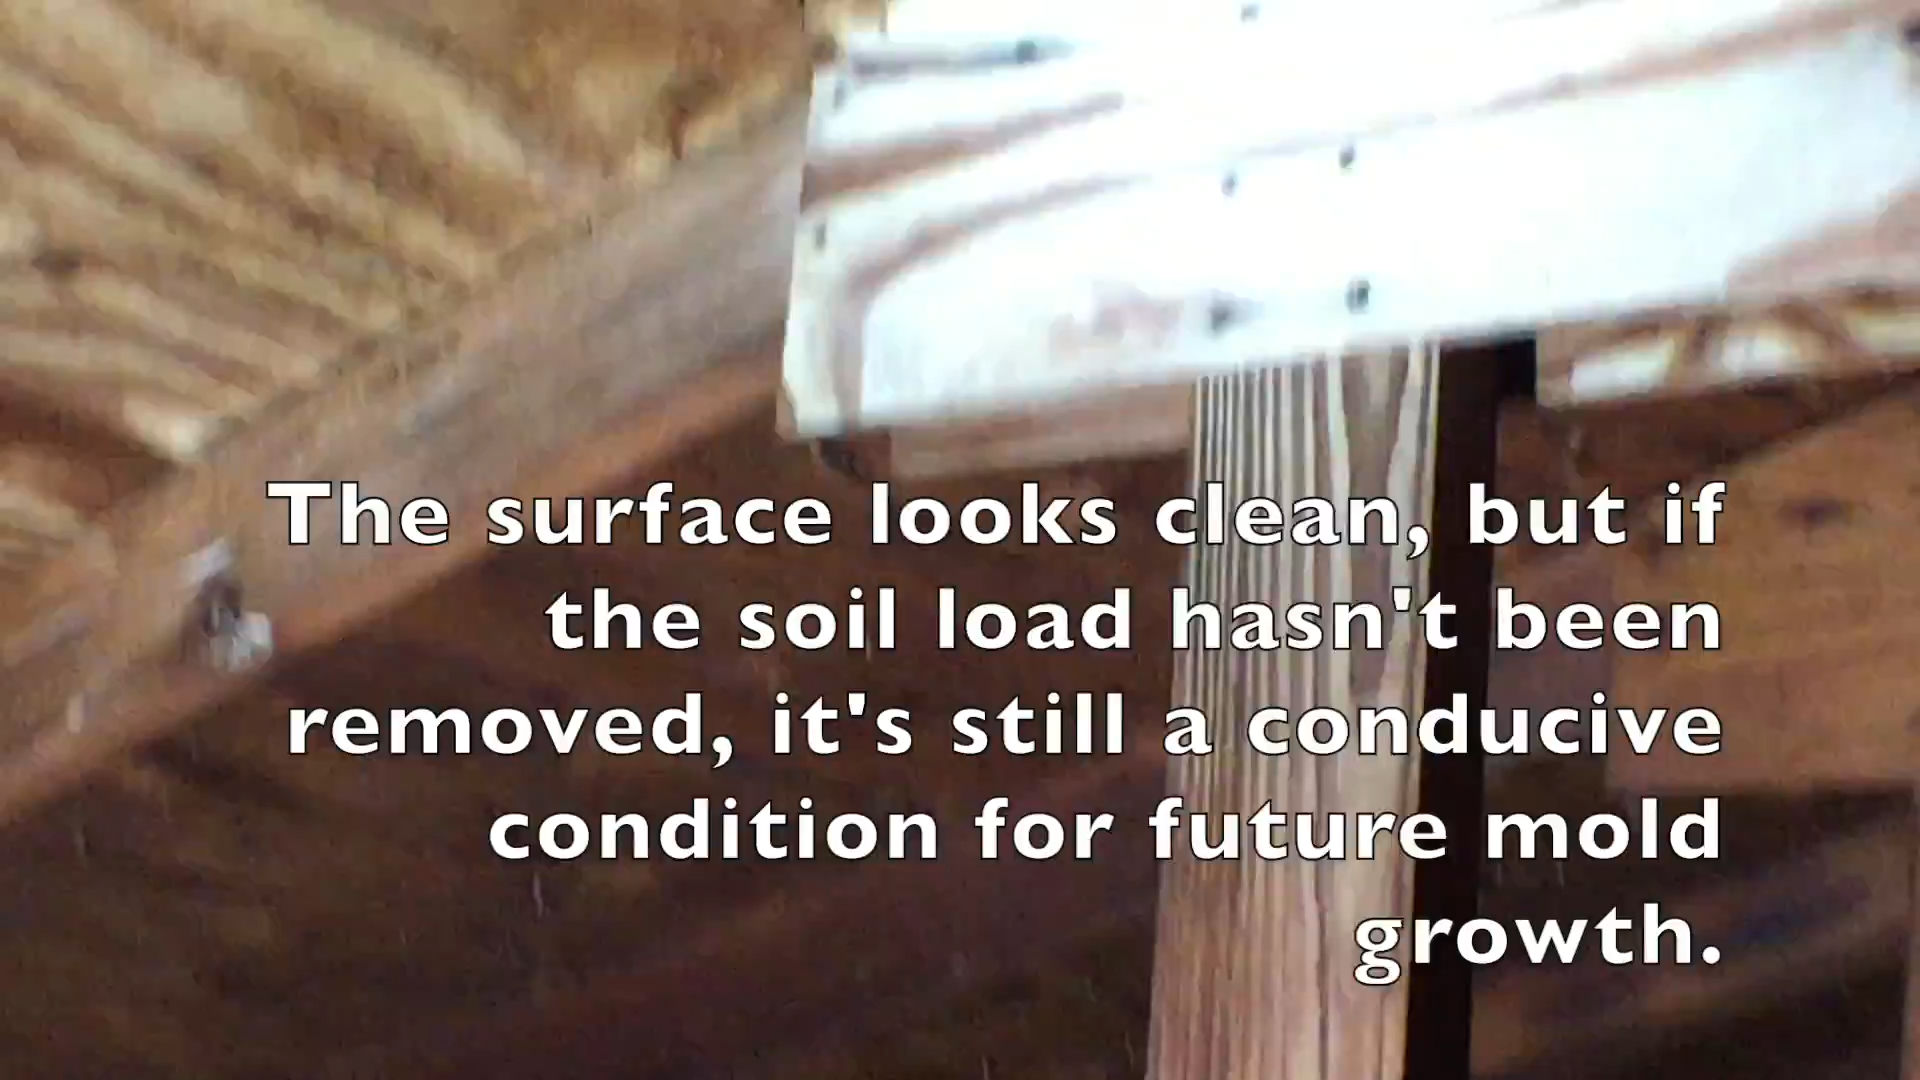 The surface looks clean, but if
the soil load hasn't been
removed, it's still a conducive
condition for future mold
growth.